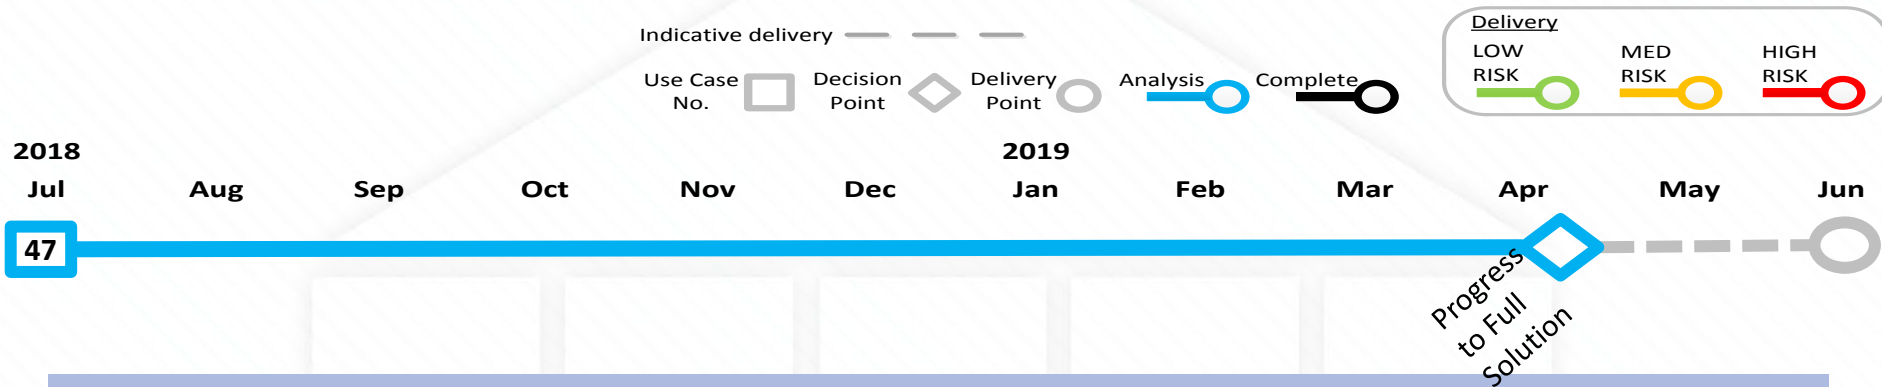 Indicative delivery
Use Case
No.
Decision
Point
Delivery
Point
Analysis
Complete
Delivery
LOW
RISK
MED
RISK
HIGH
RISK
2018
2019
Jul Aug Sep Oct Nov Dec Jan Feb Mar Apr May Jun
47
Progress
to Full
Solution